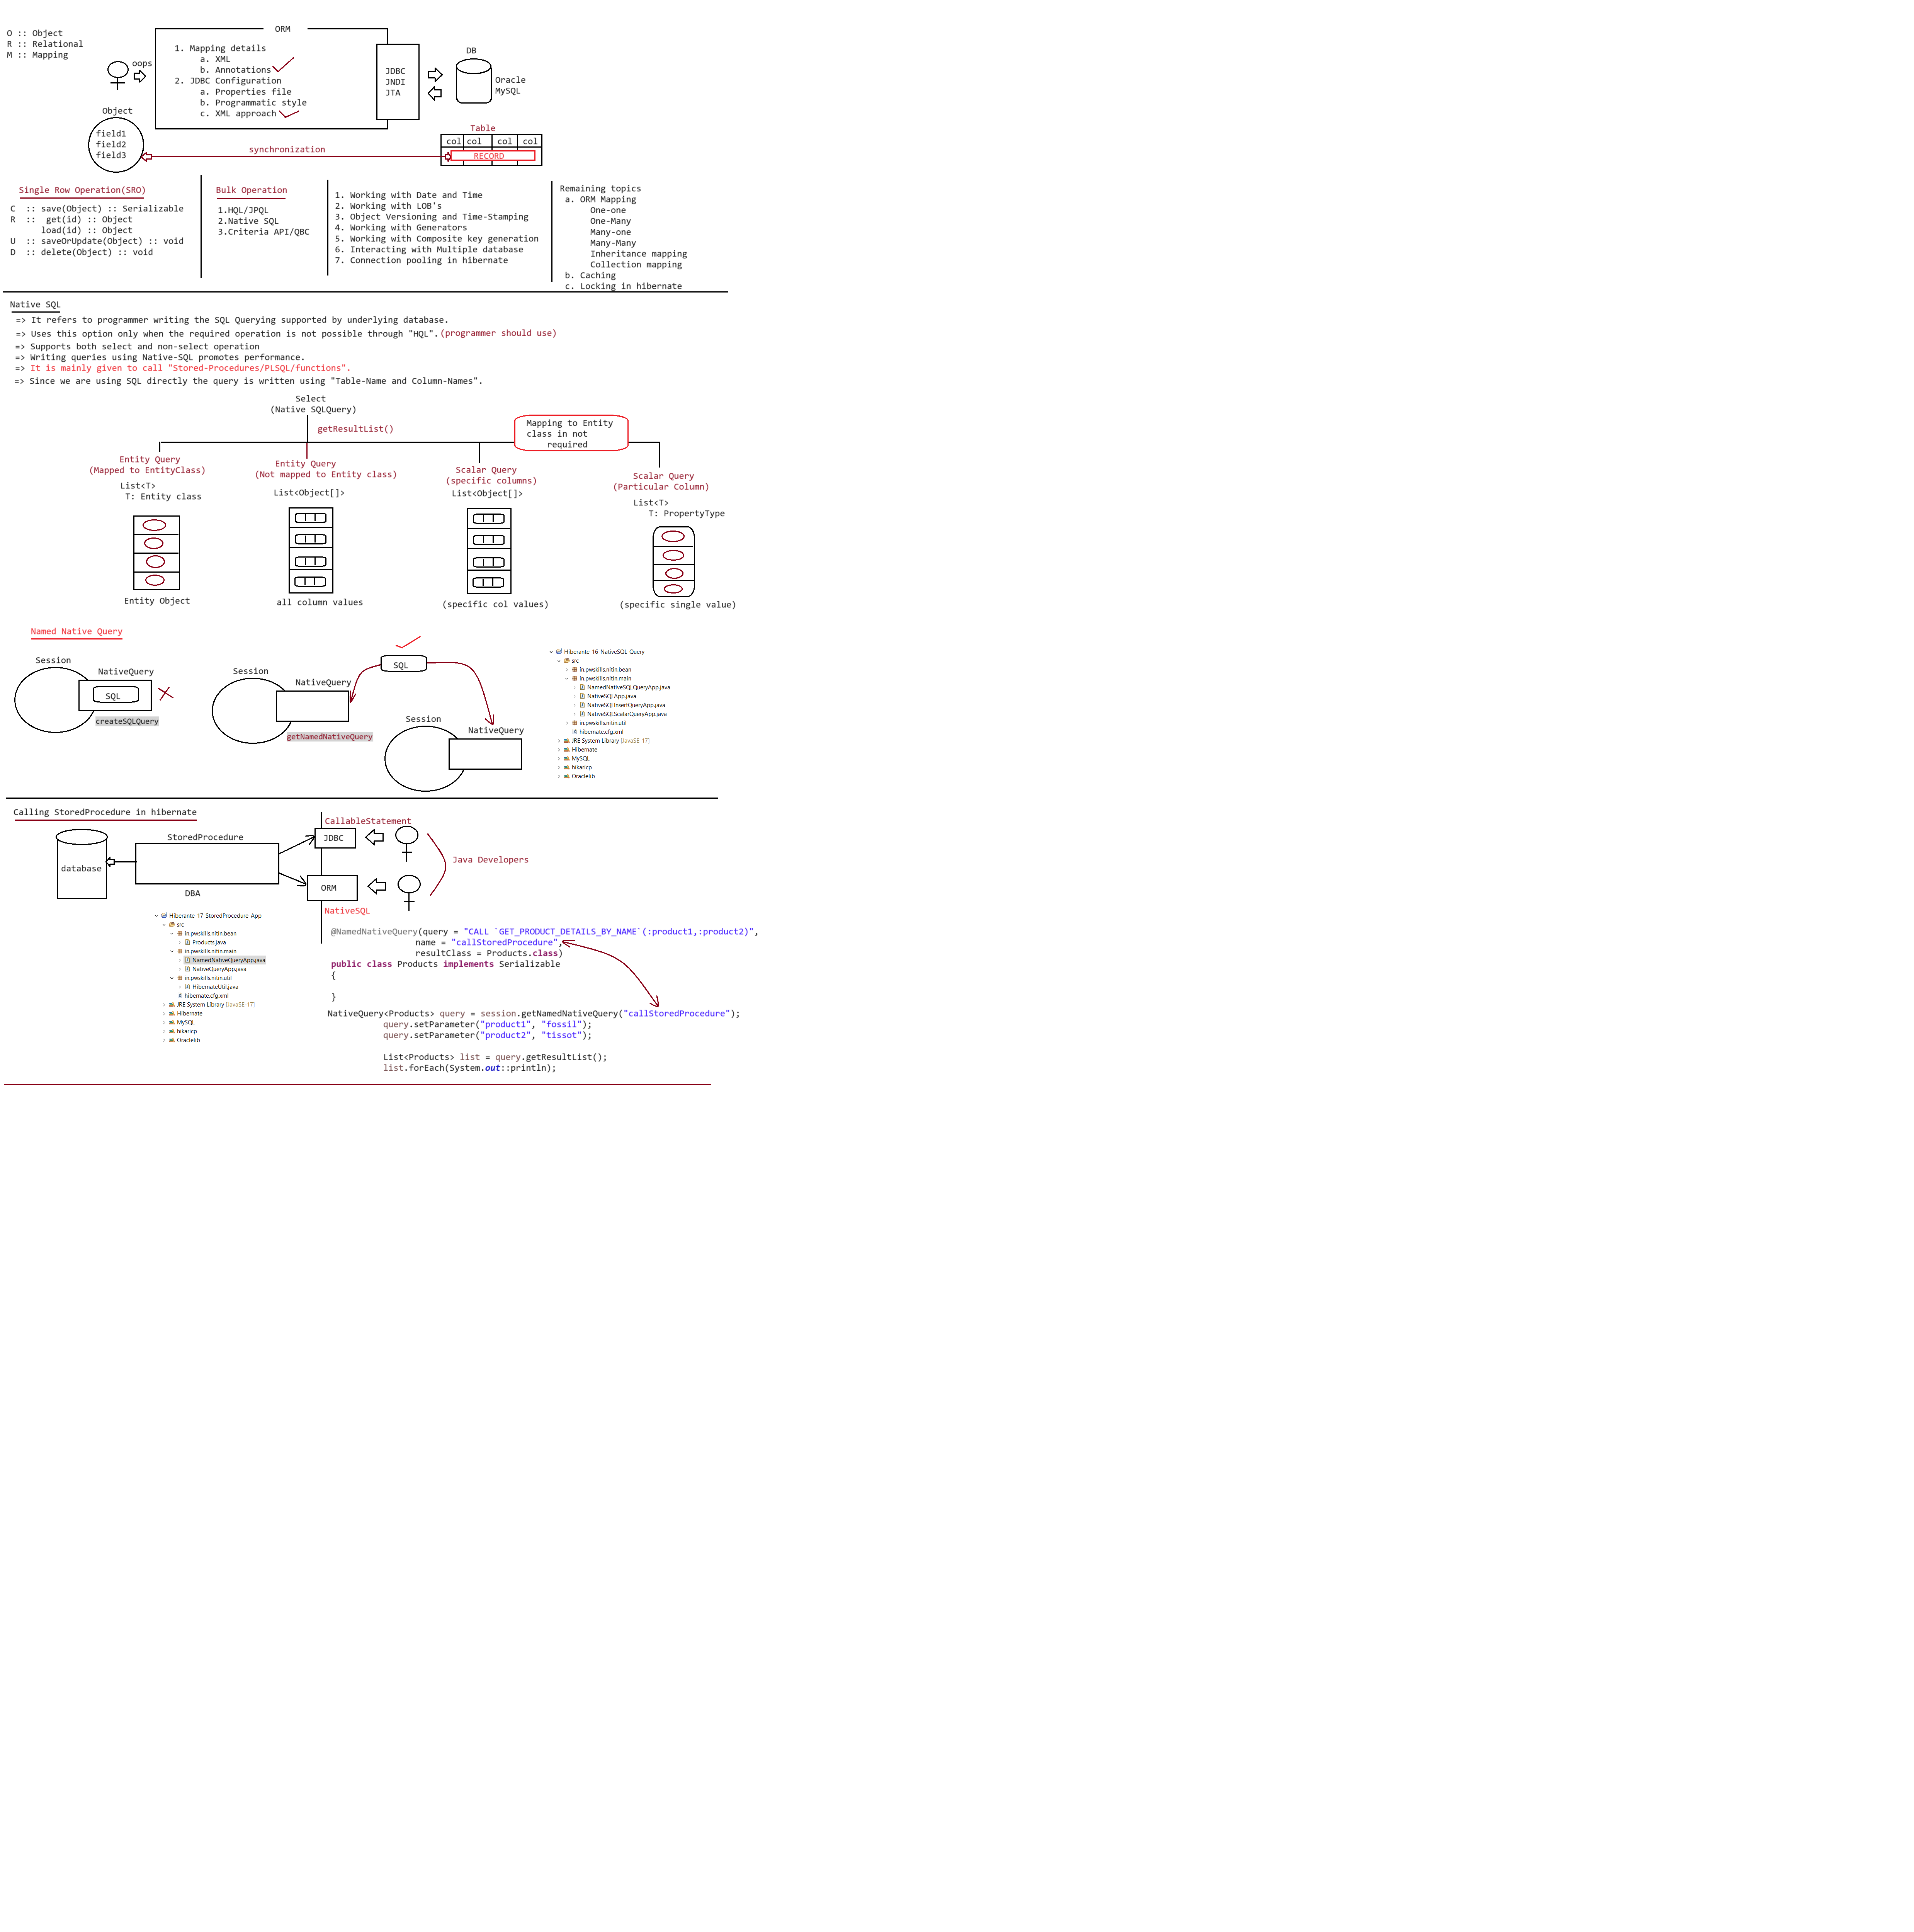 O :: Object
R :: Relational
M :: Mapping
ORM
1. Mapping details
a. XML
b. Annotations
2. JDBC Configuration
a. Properties file
b. Programmatic style
c. XML approach
oops
JDBC
JNDI
JTA
DB
Oracle
MySQL
Object
field1
field2
field3
synchronization
Table
col col col col
RECORD
Single Row Operation(SRO)
C :: save(Object) :: Serializable
R :: get(id) :: Object
load(id) :: Object
U :: saveOrUpdate(Object) :: void
D :: delete(Object) :: void
Bulk Operation
1.HQL/JPQL
2.Native SQL
3.Criteria API/QBC
1. Working with Date and Time
2. Working with LOB's
3. Object Versioning and Time-Stamping
4. Working with Generators
5. Working with Composite key generation
6. Interacting with Multiple database
7. Connection pooling in hibernate
Remaining topics
a. ORM Mapping
One-one
One-Many
Many-one
Many-Many
Inheritance mapping
Collection mapping
b. Caching
c. Locking in hibernate
Native SQL
=> It refers to programmer writing the SQL Querying supported by underlying database.
=> Uses this option only when the required operation is not possible through "HQL".(programmer should use)
=> Supports both select and non-select operation
=> Writing queries using Native-SQL promotes performance.
=> It is mainly given to call "Stored-Procedures/PLSQL/functions".
=> Since we are using SQL directly the query is written using "Table-Name and Column-Names".
Select
(Native SQLQuery)
getResultList()
Mapping to Entity
class in not
required
Entity Query
(Mapped to EntityClass)
List<T>
T: Entity class
Entity Object
Entity Query
(Not mapped to Entity class)
List<Object[]>
all column values
Scalar Query
(specific columns)
List<Object[]>
(specific col values)
Scalar Query
(Particular Column)
List<T>
T: PropertyType
(specific single value)
Named Native Query
Session
NativeQuery
SQL
createSQLQuery
Session
NativeQuery
getNamedNativeQuery
SQL
Session
NativeQuery
Hiberante-16-NativeSQL-Query
src
in.pwskills.nitin.bean
in.pwskills.nitin.main
NamedNativeSQLQueryApp.java
NativeSQLApp.java
NativeSQLInsertQueryApp.java
NativeSQLScalarQueryApp.java
in.pwskills.nitin.util
hibernate.cfg.xml
JRE System Library [JavaSE-17]
Hibernate
MySQL
hikaricp
Oraclelib
Calling StoredProcedure in hibernate
database
StoredProcedure
DBA
CallableStatement
JDBC
ORM
NativeSQL
Java Developers
Hiberante-17-StoredProcedure-App
src
in.pwskills.nitin.bean
Products.java
in.pwskills.nitin.main
NamedNativeQueryApp.java
NativeQueryApp.java
in.pwskills.nitin.util
HibernateUtil.java
hibernate.cfg.xml
JRE System Library [JavaSE-17]
Hibernate
MySQL
hikaricp
Oraclelib
@NamedNativeQuery(query = "CALL `GET_PRODUCT_DETAILS_BY_NAME`(:product1,:product2)",
name = "callStoredProcedure",
resultClass = Products.class)
public class Products implements Serializable
{
}
NativeQuery<Products> query = session.getNamedNativeQuery("callStoredProcedure");
query.setParameter("product1", "fossil");
query.setParameter("product2", "tissot");
List<Products> list = query.getResultList();
list.forEach(System.out::println);